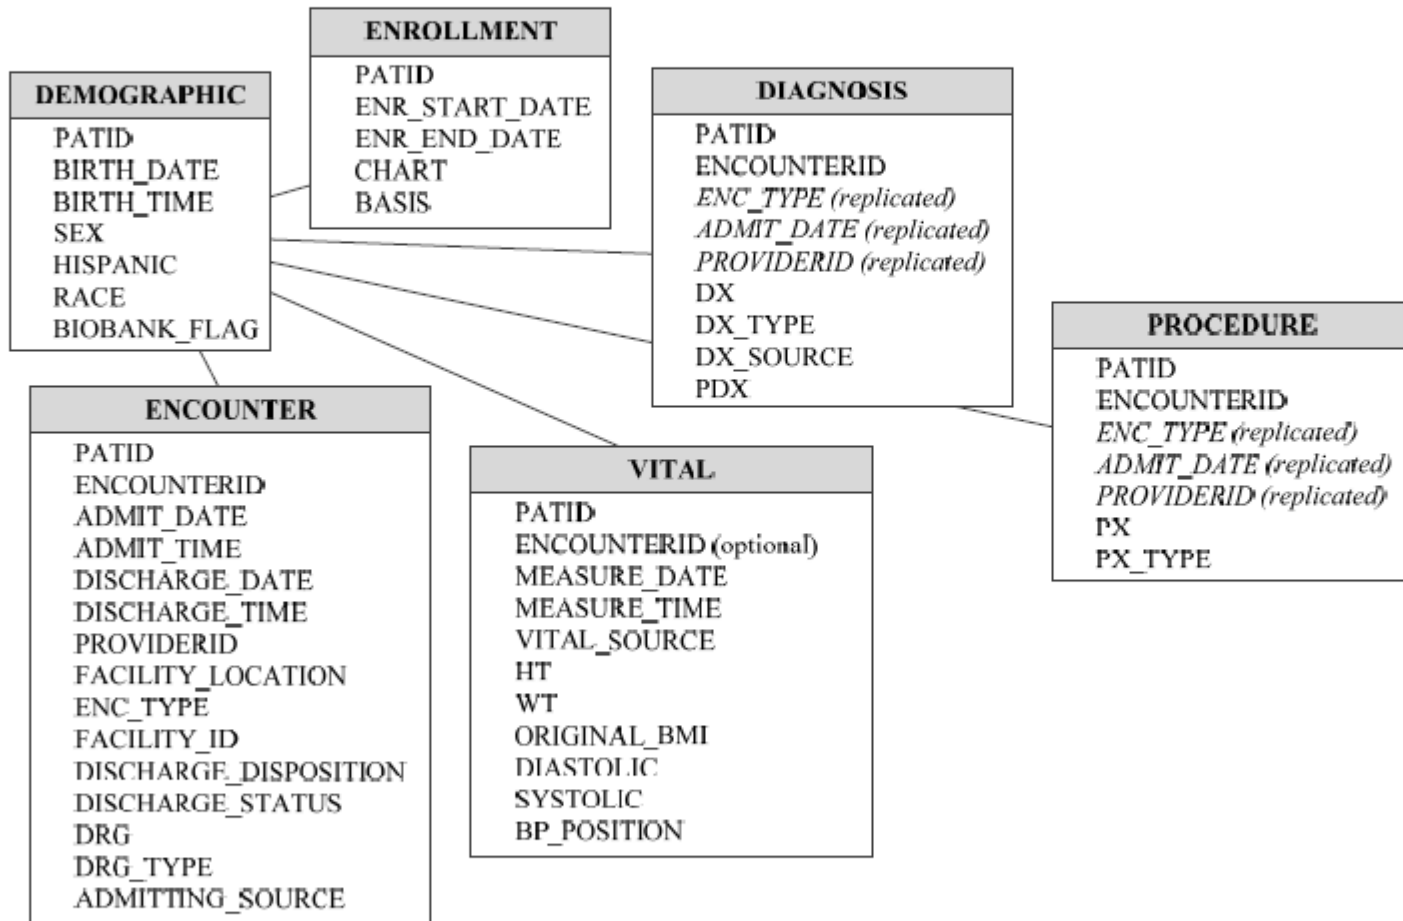 ENROLLMENT
PATID
ENR_START_DATE
ENR_END_DATE
CHART
BASIS
DEMOGRAPHIC
PATID
BIRTH_DATE
BIRTH_TIME
SEX
HISPANIC
RACE
BIOBANK_FLAG
DIAGNOSIS
PATID
ENCOUNTERID
ENC_TYPE (replicated)
ADMIT_DATE (replicated)
PROVIDERID (replicated)
DX
DX_TYPE
DX_SOURCE
PDX
PROCEDURE
PATID
ENCOUNTERID
ENC_TYPE (replicated)
ADMIT_DATE (replicated)
PROVIDERID (replicated)
PX
PX_TYPE
ENCOUNTER
PATID
ENCOUNTERID
ADMIT_DATE
ADMIT_TIME
DISCHARGE_DATE
DISCHARGE_TIME
PROVIDERID
FACILITY_LOCATION
ENC_TYPE
FACILITY_ID
DISCHARGE_DISPOSITION
DISCHARGE_STATUS
DRG
DRG_TYPE
ADMITTING_SOURCE
VITAL
PATID
ENCOUNTERID (optional)
MEASURE_DATE
MEASURE_TIME
VITAL_SOURCE
HT
WT
ORIGINAL_BMI
DIASTOLIC
SYSTOLIC
BP_POSITION